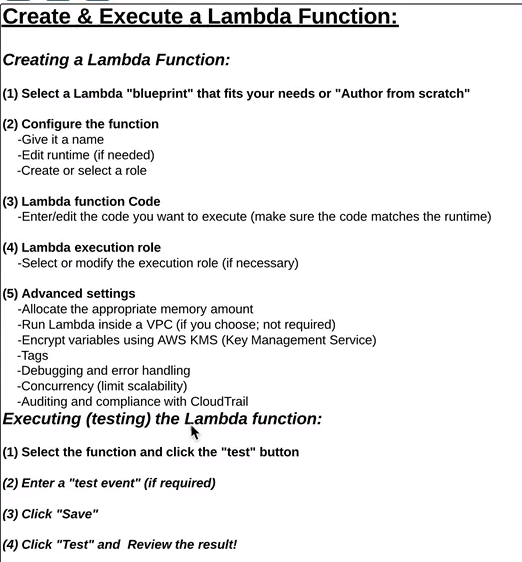 Create & Execute a Lambda Function:
Creating a Lambda Function:
(1) Select a Lambda "blueprint" that fits your needs or "Author from scratch"
(2) Configure the function
-Give it a name
-Edit runtime (if needed)
-Create or select a role
(3) Lambda function Code
-Enter/edit the code you want to execute (make sure the code matches the runtime)
(4) Lambda execution role
-Select or modify the execution role (if necessary)
(5) Advanced settings
-Allocate the appropriate memory amount
-Run Lambda inside a VPC (if you choose; not required)
-Encrypt variables using AWS KMS (Key Management Service)
-Tags
-Debugging and error handling
-Concurrency (limit scalability)
-Auditing and compliance with CloudTrail
Executing (testing) the Lambda function:
(1) Select the function and click the "test" button
(2) Enter a "test event" (if required)
(3) Click "Save"
(4) Click "Test" and  Review the result!